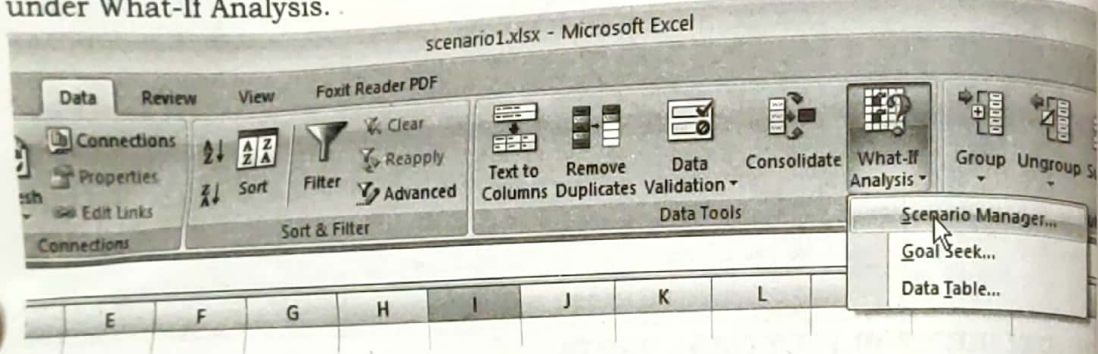 under What-If Analysis.
scenario1.xlsx - Microsoft Excel
Data Review View Foxit Reader PDF
Connections
Properties
Edit Links
Connections
Sort
Filter
Clear
Reapply
Advanced
Sort & Filter
Text to
Columns
Remove
Duplicates
Data
Validation
Consolidate
What-If
Analysis
Data Tools
Group
Ungroup
Scenario Manager...
Goal Seek...
Data Table...
E F G H I J K L